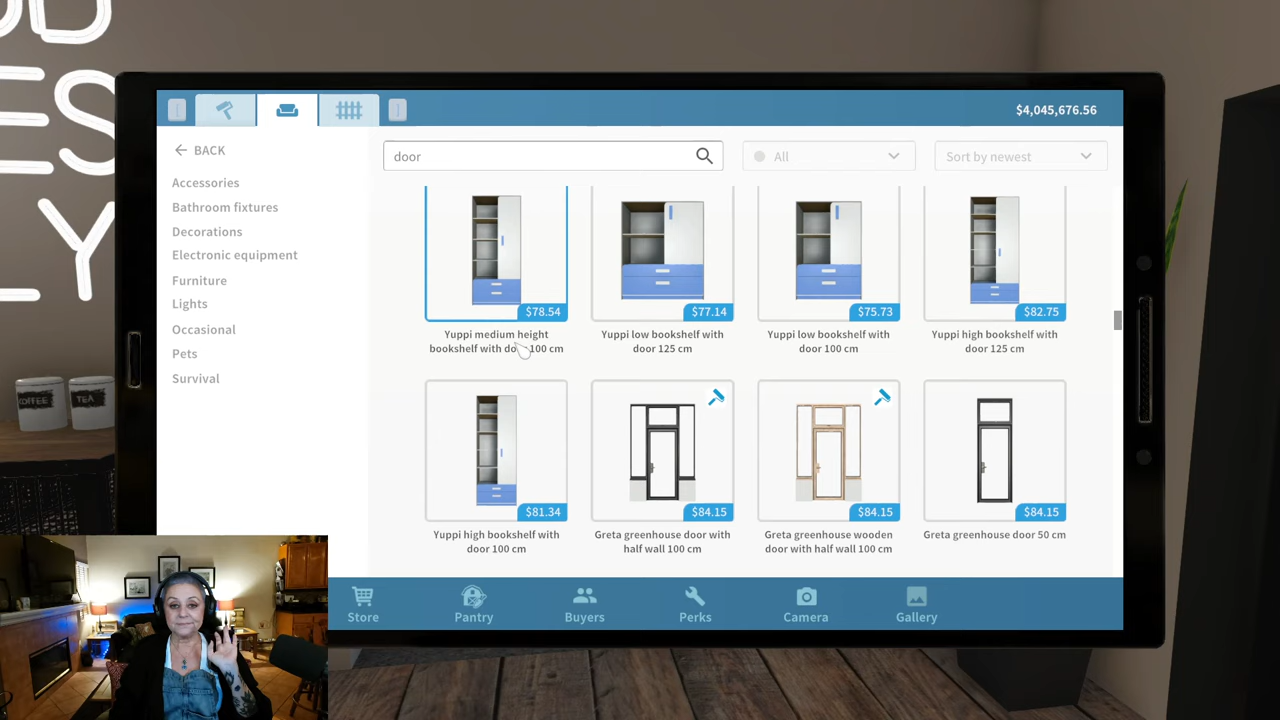 $4,045,676.56
BACK
door
All
Sort by newest
Accessories
Bathroom fixtures
Decorations
Electronic equipment
Furniture
Lights
Occasional
Pets
Survival
$78.54
$77.14
$75.73
$82.75
Yuppi medium height
bookshelf with door 100 cm
Yuppi low bookshelf with
door 125 cm
Yuppi low bookshelf with
door 100 cm
Yuppi high bookshelf with
door 125 cm
$81.34
$84.15
$84.15
$84.15
Yuppi high bookshelf with
door 100 cm
Greta greenhouse door with
half wall 100 cm
Greta greenhouse wooden
door with half wall 100 cm
Greta greenhouse door 50 cm
Store
Pantry
Buyers
Perks
Camera
Gallery
COFFEE
TEA